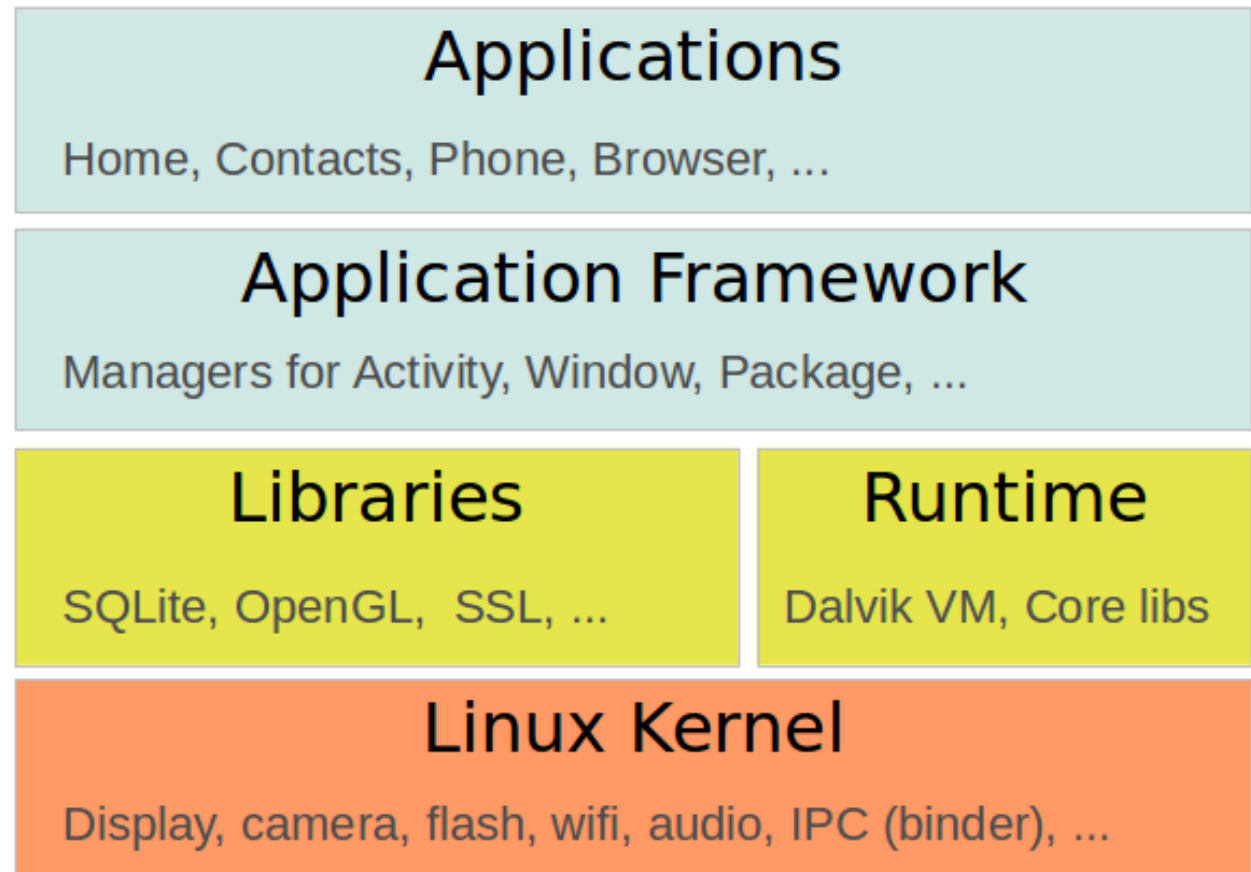 Applications
Home, Contacts, Phone, Browser, ...
Application Framework
Managers for Activity, Window, Package, ...
Libraries
SQLite, OpenGL,  SSL, ...
Runtime
Dalvik VM, Core libs
Linux Kernel
Display, camera, flash, wifi, audio, IPC (binder), ...